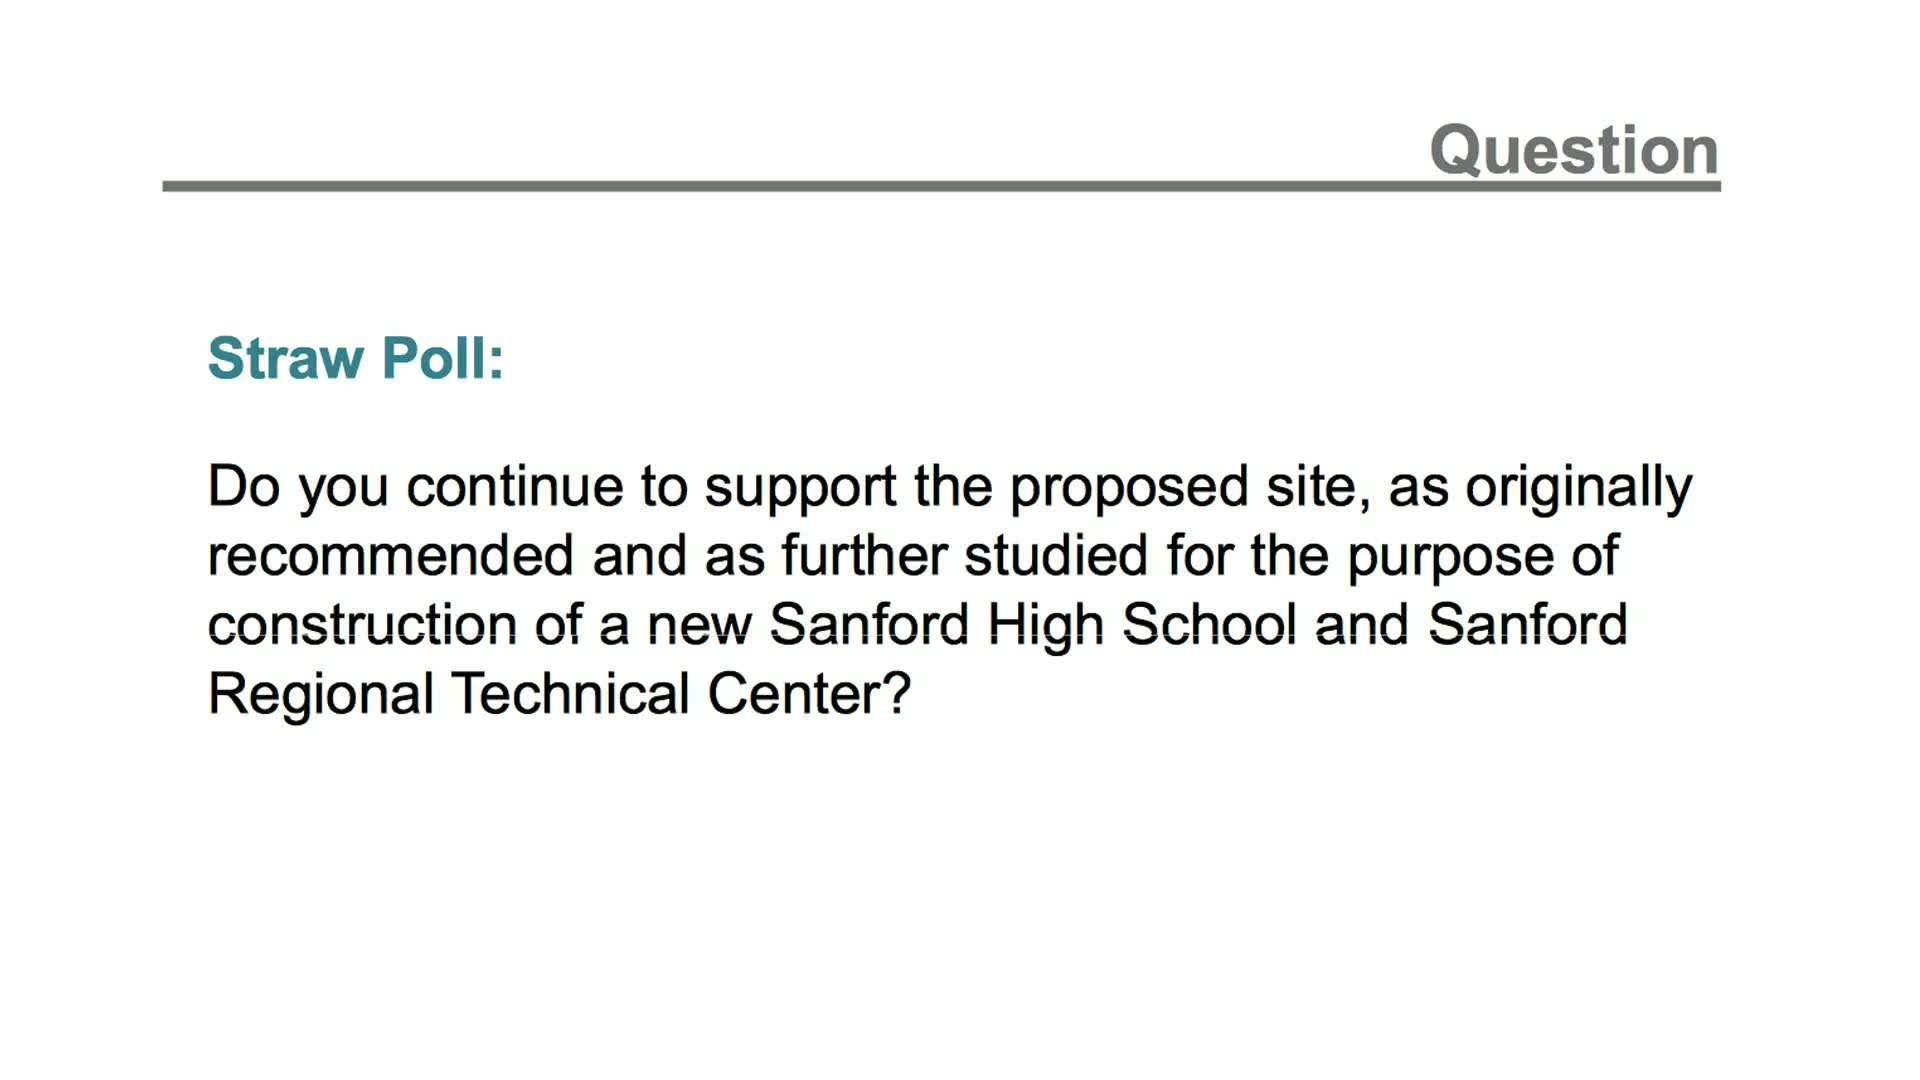 Question
Straw Poll:
Do you continue to support the proposed site, as originally
recommended and as further studied for the purpose of
construction of a new Sanford High School and Sanford
Regional Technical Center?